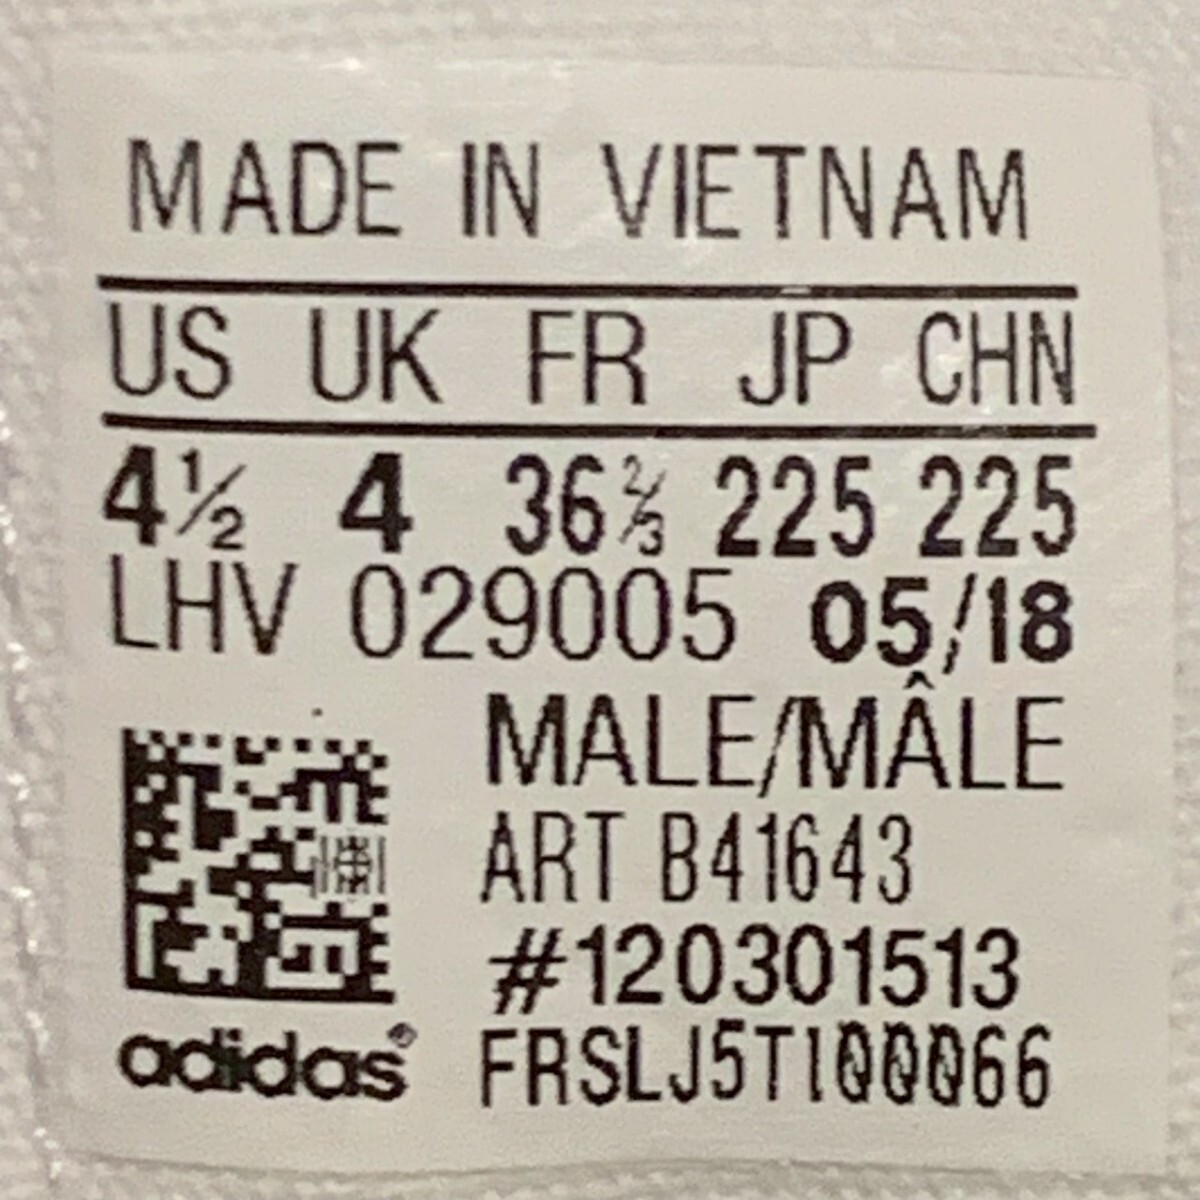 MADE IN VIETNAM
US UK FR JP CHN
4½ 4 36⅔ 225 225
LHV 029005 05/18
MALE/MÂLE
ART B41643
#120301513
adidas® FRSLJ5TI00066